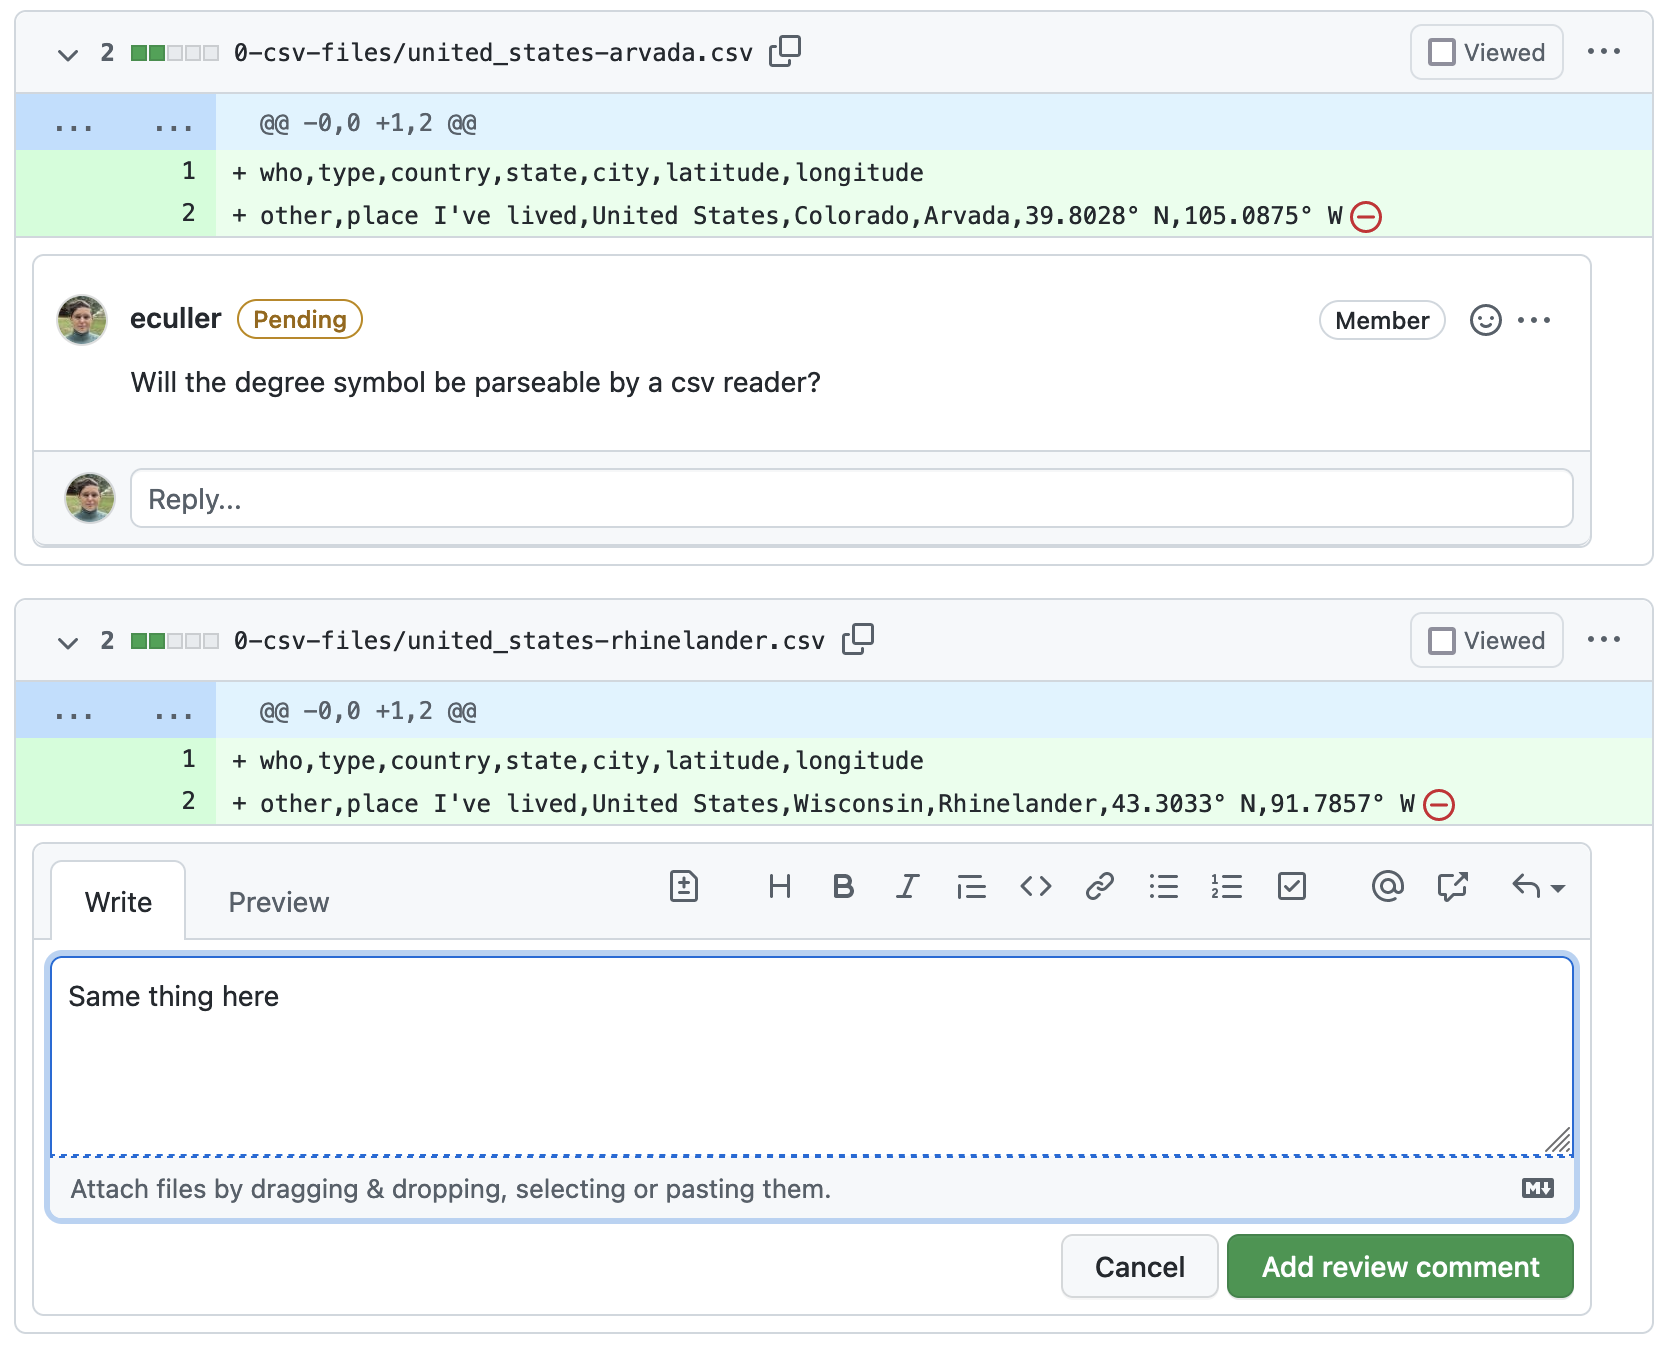 2 0-csv-files/united_states-arvada.csv Viewed ...
... ... @@ -0,0 +1,2 @@
1 + who,type,country,state,city,latitude,longitude
2 + other,place I've lived,United States,Colorado,Arvada,39.8028° N,105.0875° W
eculler Pending Member ...
Will the degree symbol be parseable by a csv reader?
Reply...
2 0-csv-files/united_states-rhinelander.csv Viewed ...
... ... @@ -0,0 +1,2 @@
1 + who,type,country,state,city,latitude,longitude
2 + other,place I've lived,United States,Wisconsin,Rhinelander,43.3033° N,91.7857° W
Write Preview
Same thing here
Attach files by dragging & dropping, selecting or pasting them.
Cancel Add review comment